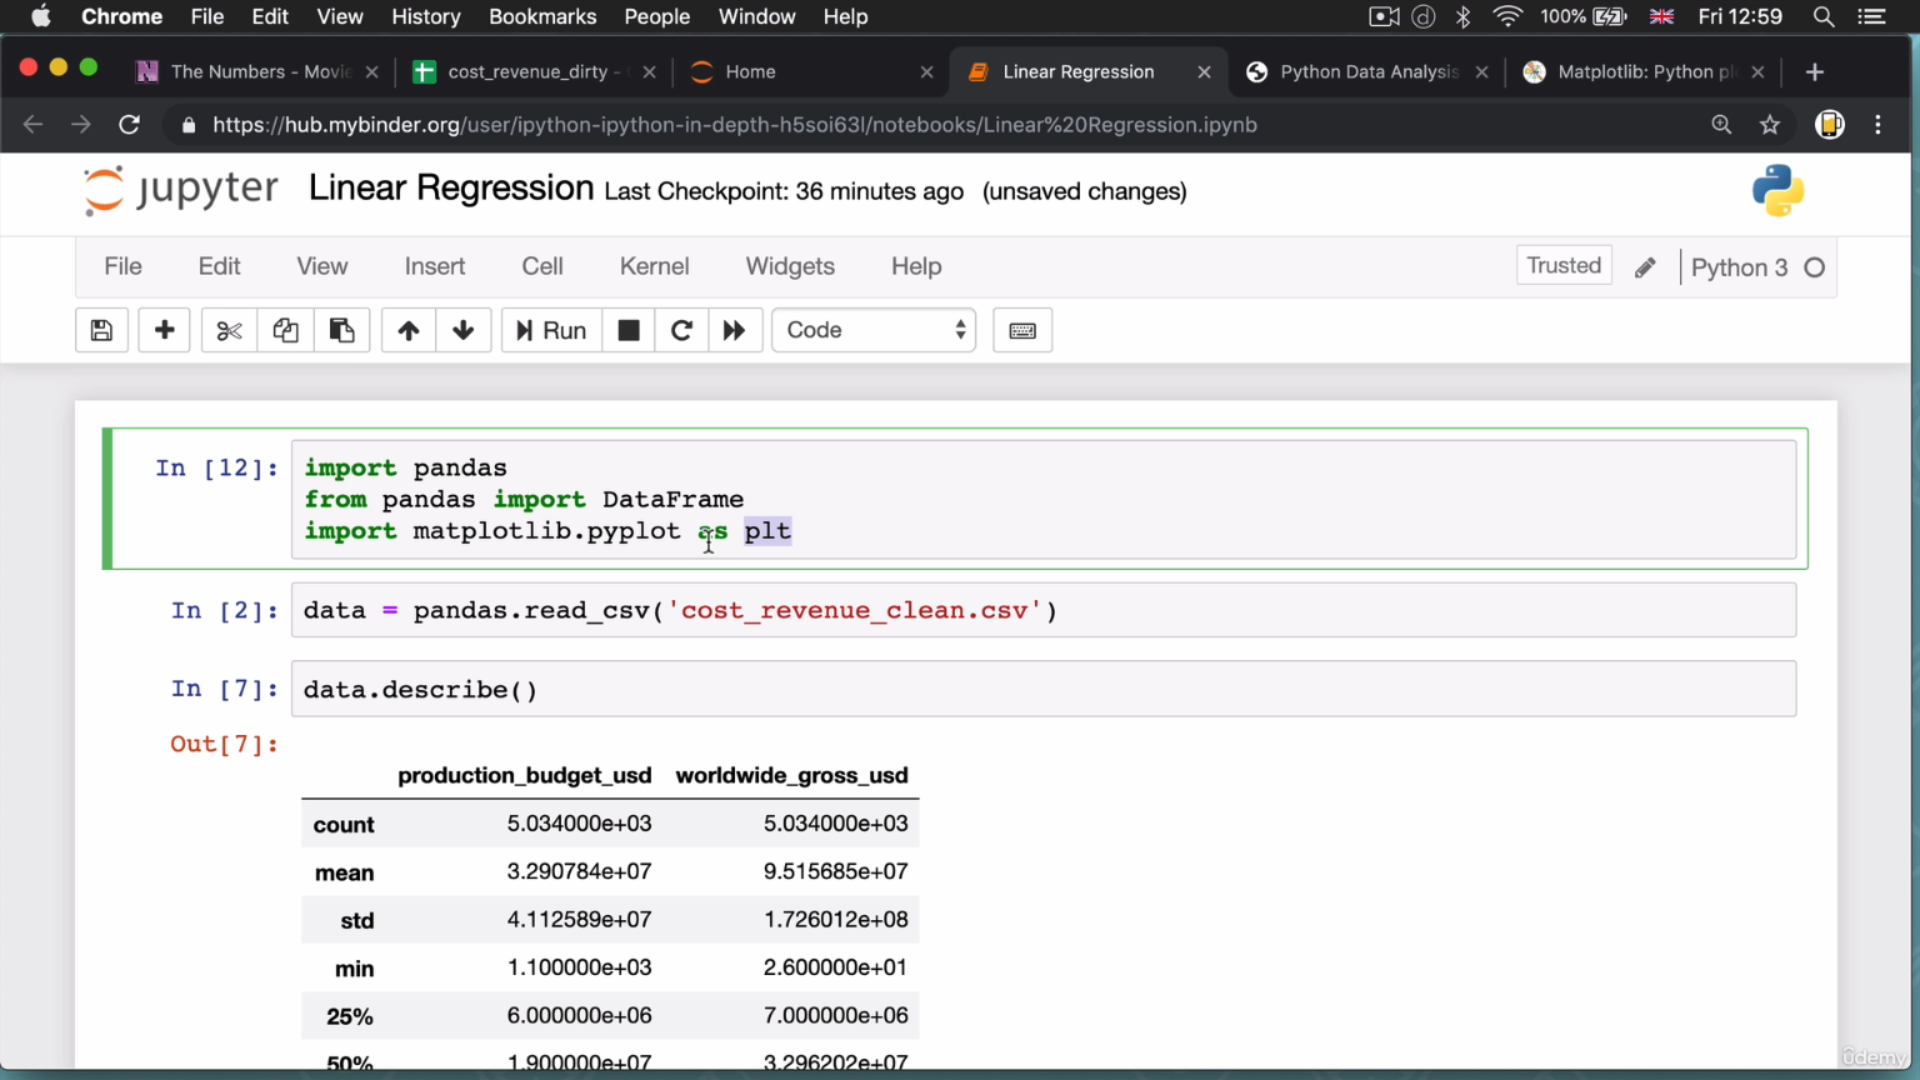 Chrome File Edit View History Bookmarks People Window Help 100% Fri 12:59
The Numbers - Movie cost_revenue_dirty - Home Linear Regression Python Data Analysis Matplotlib: Python pl
https://hub.mybinder.org/user/ipython-ipython-in-depth-h5soi63l/notebooks/Linear%20Regression.ipynb
jupyter Linear Regression Last Checkpoint: 36 minutes ago (unsaved changes)
File Edit View Insert Cell Kernel Widgets Help Trusted Python 3
Run Code
In [12]: import pandas
from pandas import DataFrame
import matplotlib.pyplot as plt
In [2]: data = pandas.read_csv('cost_revenue_clean.csv')
In [7]: data.describe()
Out[7]:
production_budget_usd worldwide_gross_usd
count 5.034000e+03 5.034000e+03
mean 3.290784e+07 9.515685e+07
std 4.112589e+07 1.726012e+08
min 1.100000e+03 2.600000e+01
25% 6.000000e+06 7.000000e+06
50% 1.900000e+07 3.296202e+07
ûdemy